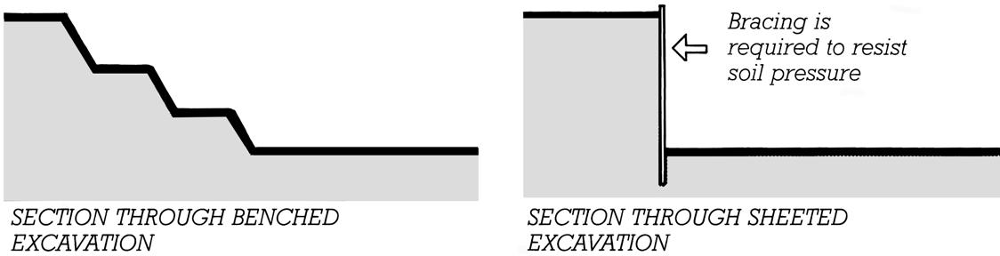 Bracing is
required to resist
soil pressure
SECTION THROUGH BENCHED
EXCAVATION
SECTION THROUGH SHEETED
EXCAVATION